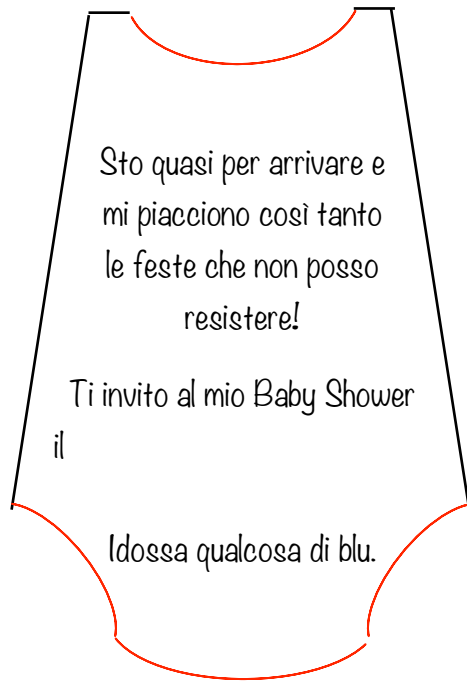 Sto quasi per arrivare e
mi piacciono così tanto
le feste che non posso
resistere!
Ti invito al mio Baby Shower
il
Idossa qualcosa di blu.